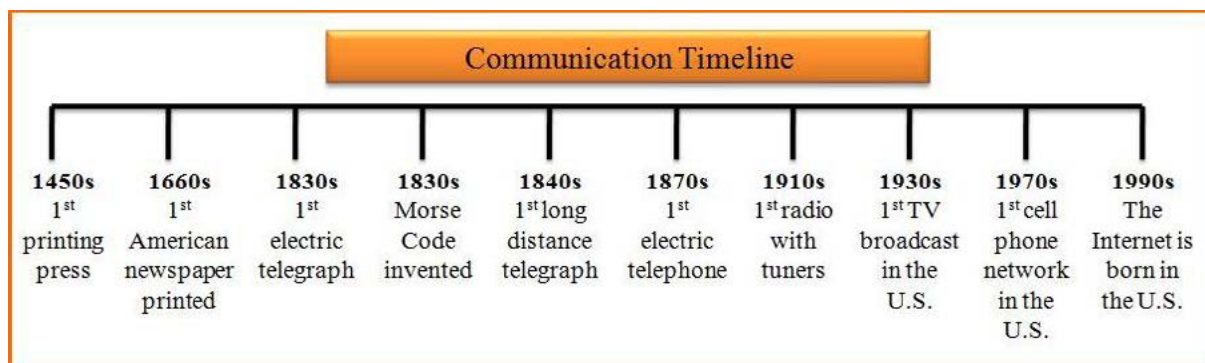 Communication Timeline
1450s
1st
printing
press
1660s
1st
American
newspaper
printed
1830s
1st
electric
telegraph
1830s
Morse
Code
invented
1840s
1st long
distance
telegraph
1870s
1st
electric
telephone
1910s
1st radio
with
tuners
1930s
1st TV
broadcast
in the
U.S.
1970s
1st cell
phone
network
in the
U.S.
1990s
The
Internet is
born in
the U.S.